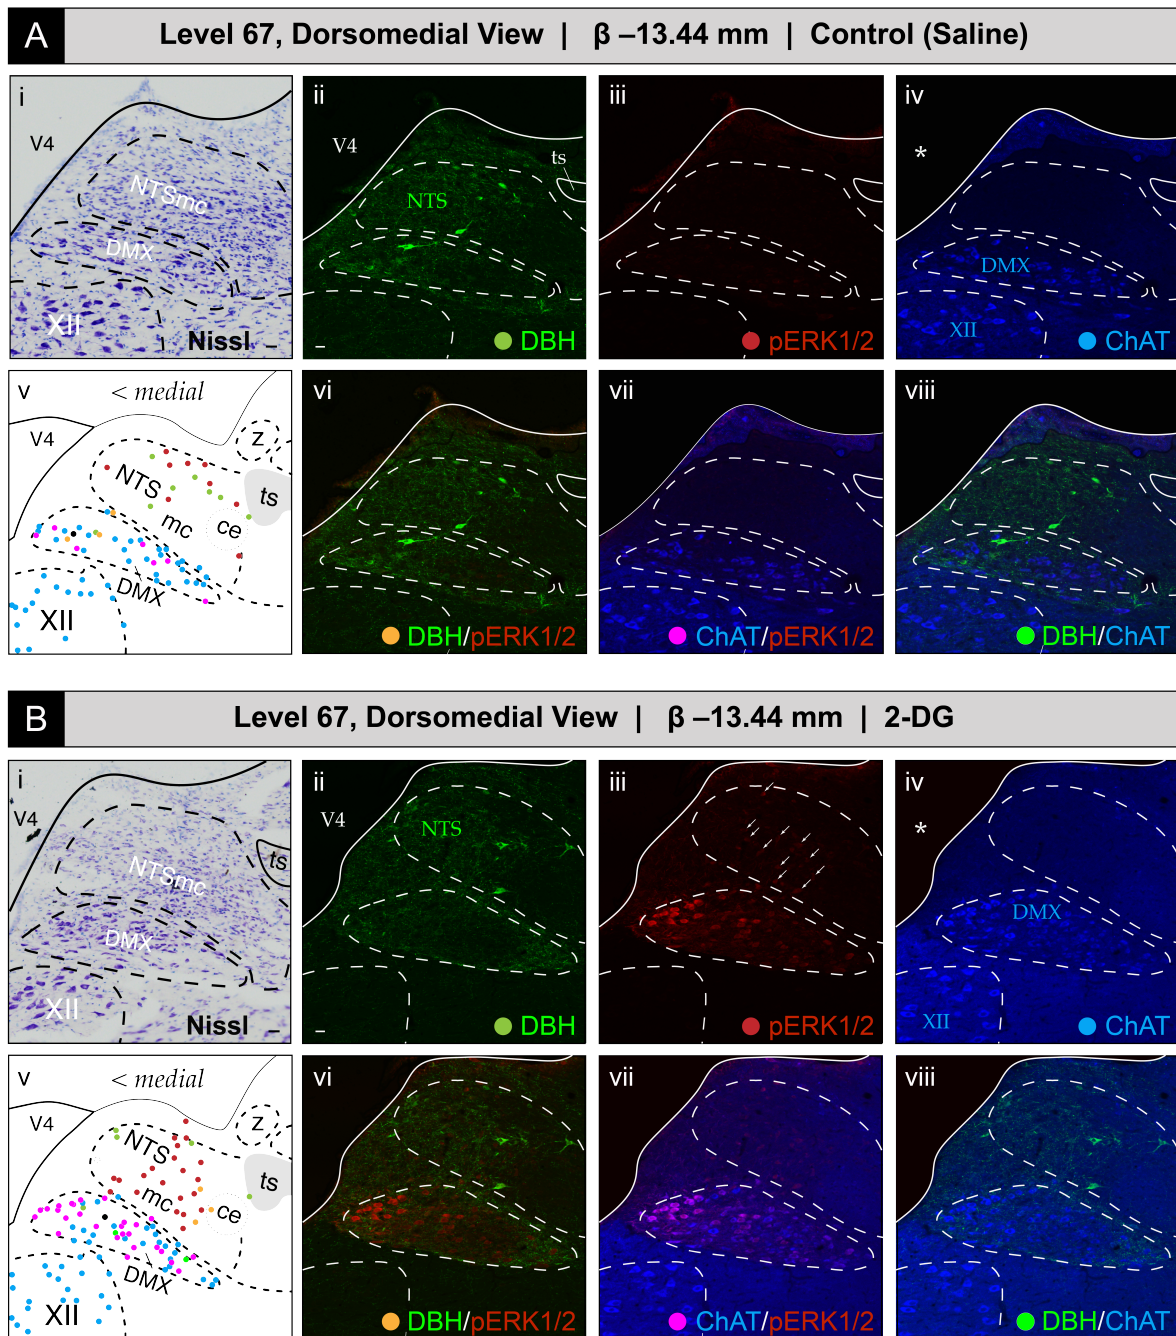 A
Level 67, Dorsomedial View | β –13.44 mm | Control (Saline)
i
V4
NTSmc
DMX
XII
Nissl
ii
V4
ts
NTS
DBH
iii
pERK1/2
iv
*
DMX
XII
ChAT
v
< medial
V4
z
NTS
ts
mc
ce
DMX
XII
vi
DBH/pERK1/2
vii
ChAT/pERK1/2
viii
DBH/ChAT
B
Level 67, Dorsomedial View | β –13.44 mm | 2-DG
i
V4
ts
NTSmc
DMX
XII
Nissl
ii
V4
NTS
DBH
iii
pERK1/2
iv
*
DMX
XII
ChAT
v
< medial
V4
z
NTS
ts
mc
ce
DMX
XII
vi
DBH/pERK1/2
vii
ChAT/pERK1/2
viii
DBH/ChAT